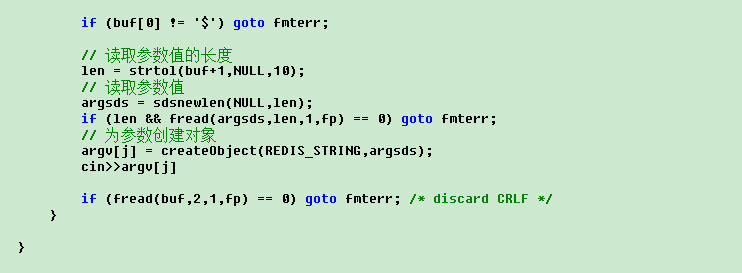 if (buf[0] != '$') goto fmterr;
// 读取参数值的长度
len = strtol(buf+1,NULL,10);
// 读取参数值
argsds = sdsnewlen(NULL,len);
if (len && fread(argsds,len,1,fp) == 0) goto fmterr;
// 为参数创建对象
argv[j] = createObject(REDIS_STRING,argsds);
cin>>argv[j]
if (fread(buf,2,1,fp) == 0) goto fmterr; /* discard CRLF */
}
}